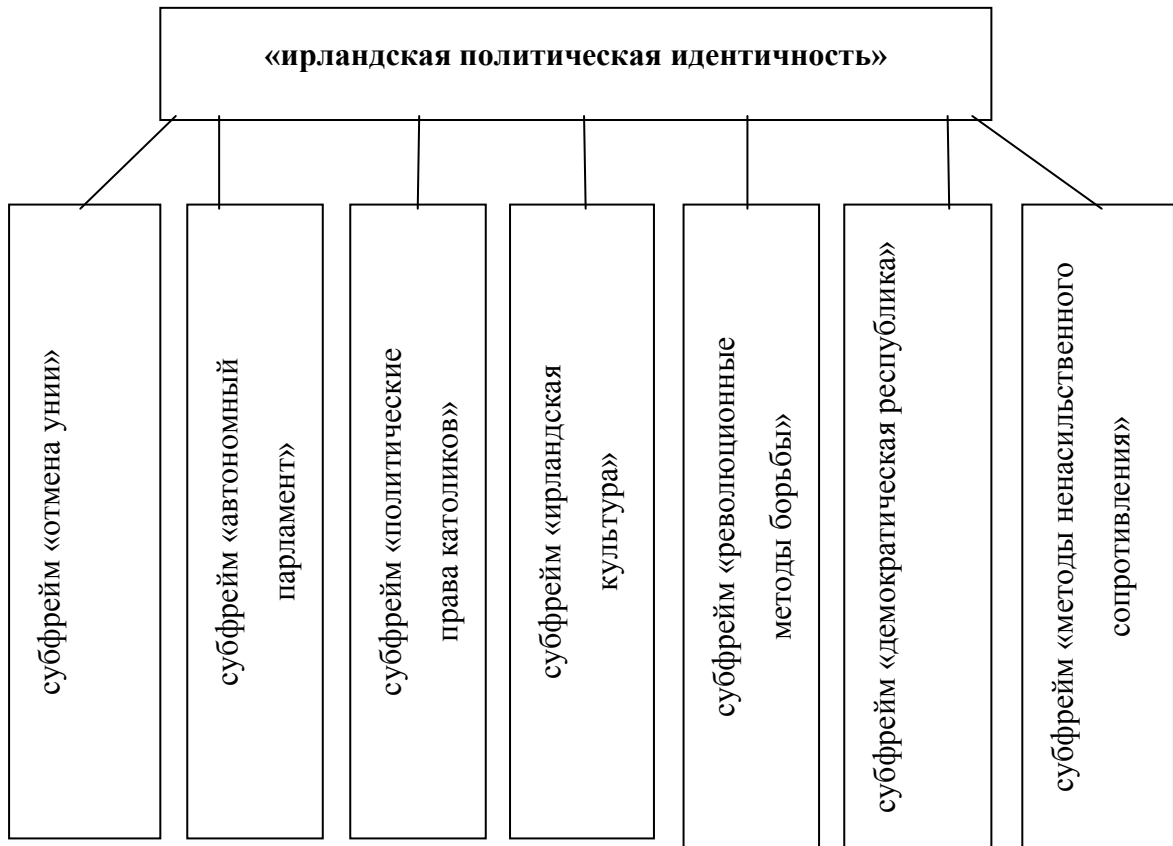 «ирландская политическая идентичность»
субфрейм «отмена унии»
субфрейм «автономный
парламент»
субфрейм «политические
права католиков»
субфрейм «ирландская
культура»
субфрейм «революционные
методы борьбы»
субфрейм «демократическая республика»
субфрейм «методы ненасильственного
сопротивления»